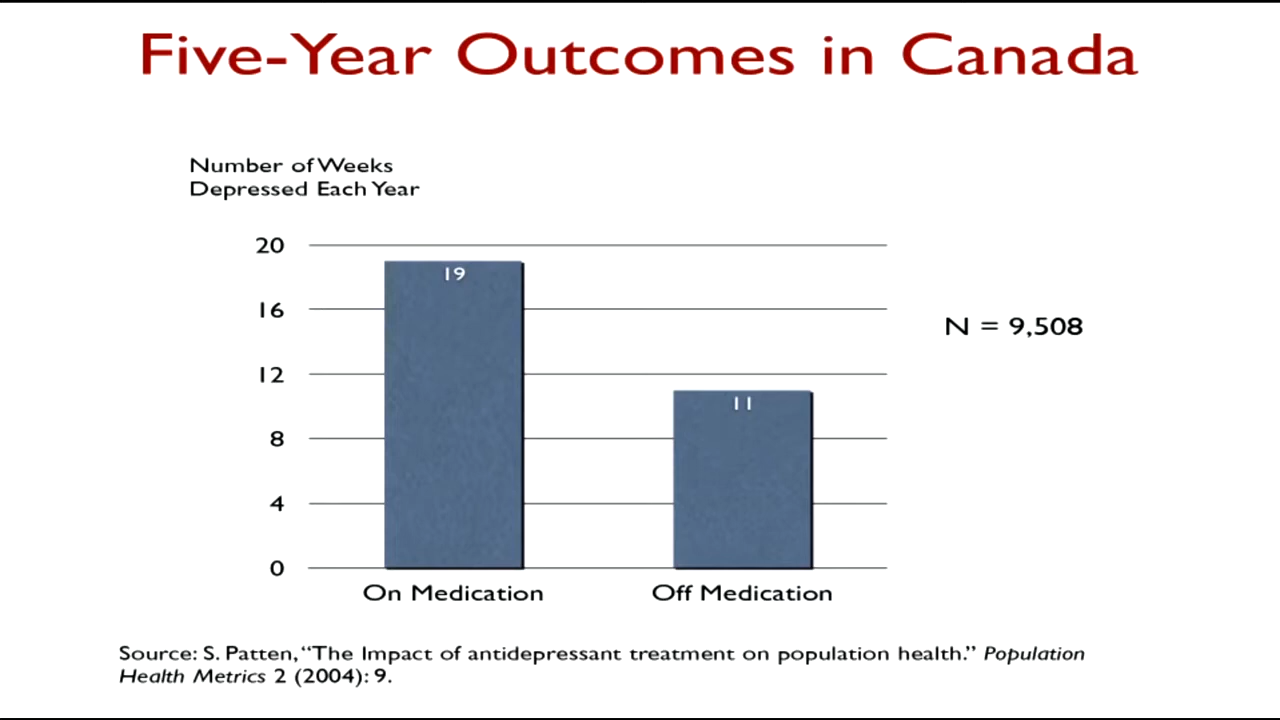 Five-Year Outcomes in Canada
Number of Weeks
Depressed Each Year
20
19
16
N = 9,508
12
11
8
4
0
On Medication
Off Medication
Source: S. Patten, “The Impact of antidepressant treatment on population health.” Population
Health Metrics 2 (2004): 9.